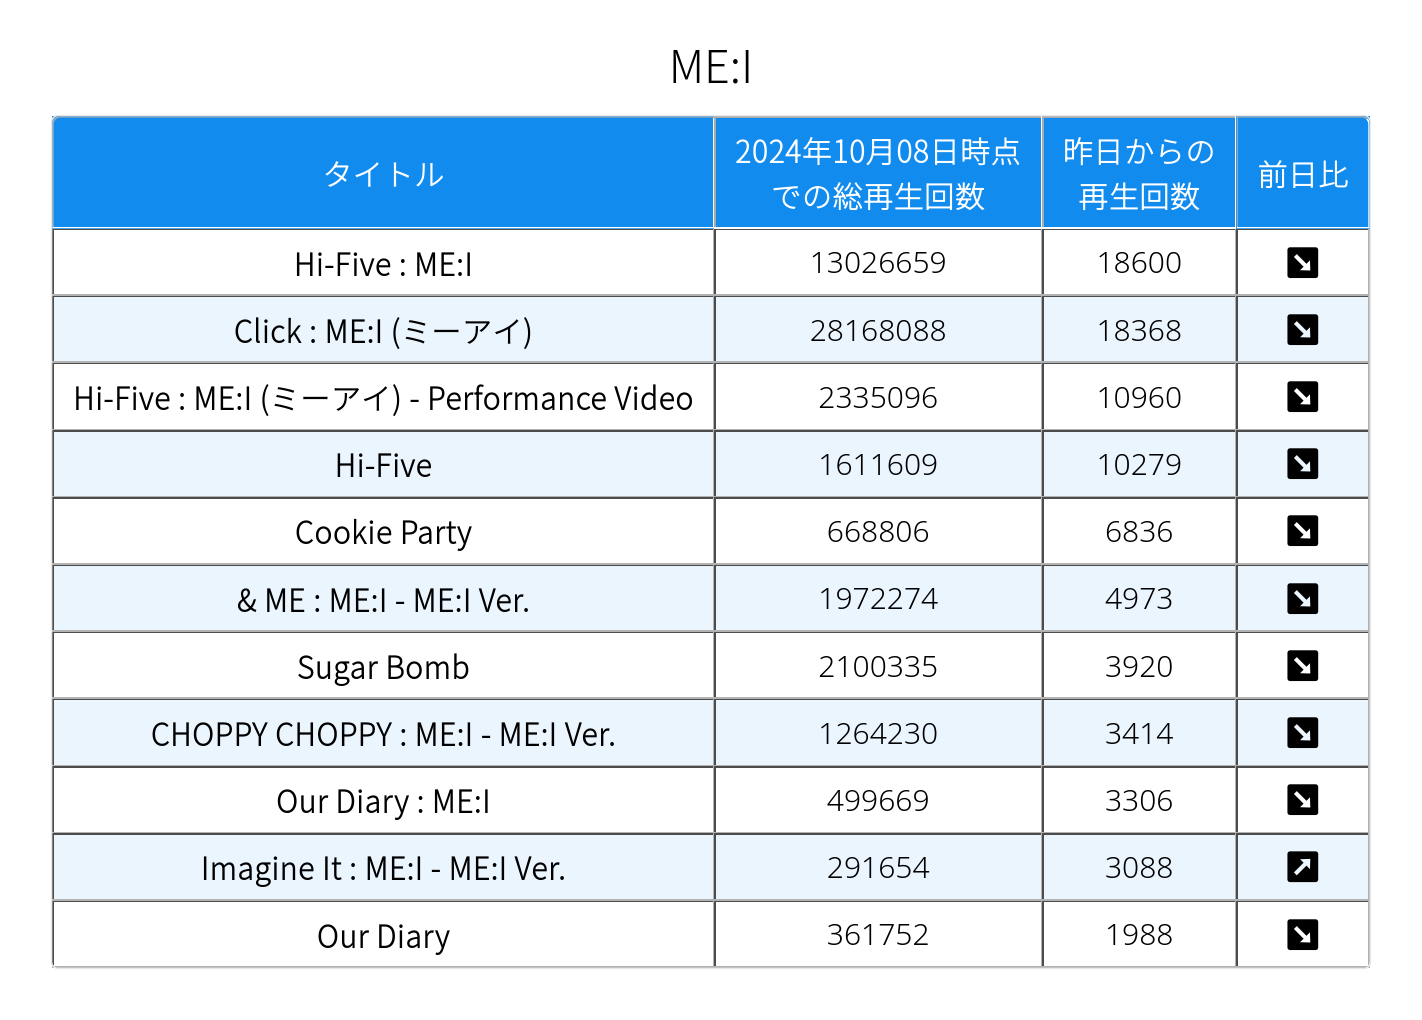 ME:I
タイトル
2024年10月08日時点
での総再生回数
昨日からの
再生回数
前日比
Hi-Five : ME:I 13026659 18600
Click : ME:I (ミーアイ) 28168088 18368
Hi-Five : ME:I (ミーアイ) - Performance Video 2335096 10960
Hi-Five 1611609 10279
Cookie Party 668806 6836
& ME : ME:I - ME:I Ver. 1972274 4973
Sugar Bomb 2100335 3920
CHOPPY CHOPPY : ME:I - ME:I Ver. 1264230 3414
Our Diary : ME:I 499669 3306
Imagine It : ME:I - ME:I Ver. 291654 3088
Our Diary 361752 1988